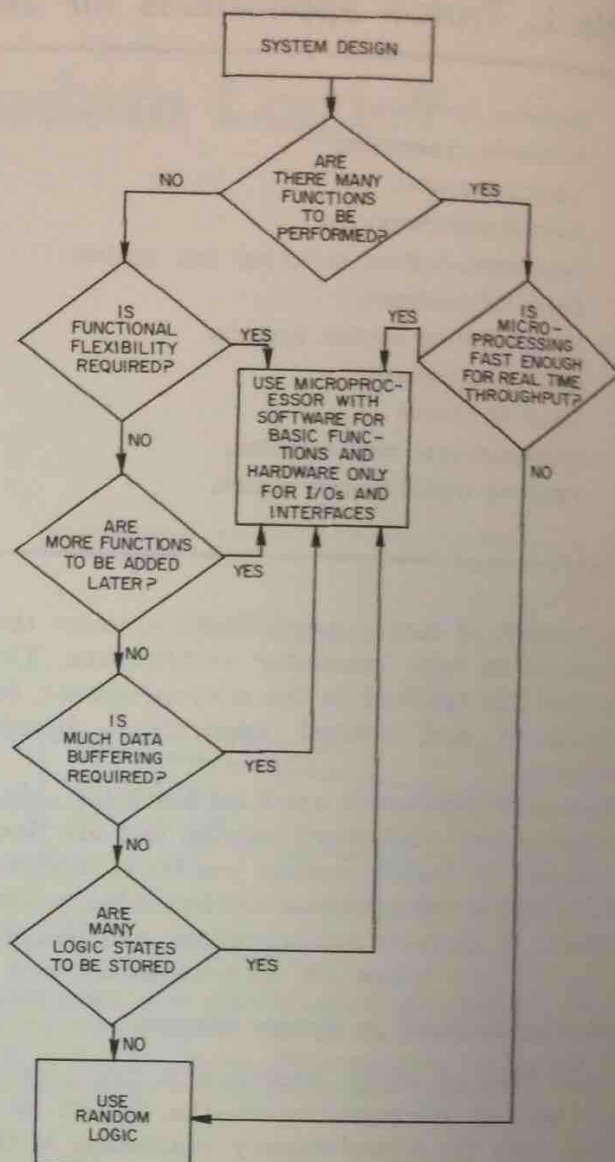 SYSTEM DESIGN
ARE
THERE MANY
FUNCTIONS
TO BE
PERFORMED?
NO
YES
IS
FUNCTIONAL
FLEXIBILITY
REQUIRED?
YES
NO
IS
MICRO-
PROCESSING
FAST ENOUGH
FOR REAL TIME
THROUGHPUT?
YES
NO
USE MICROPROC-
ESSOR WITH
SOFTWARE FOR
BASIC FUNC-
TIONS AND
HARDWARE ONLY
FOR I/Os AND
INTERFACES
ARE
MORE FUNCTIONS
TO BE ADDED
LATER?
YES
NO
IS
MUCH DATA
BUFFERING
REQUIRED?
YES
NO
ARE
MANY
LOGIC STATES
TO BE STORED
YES
NO
USE
RANDOM
LOGIC